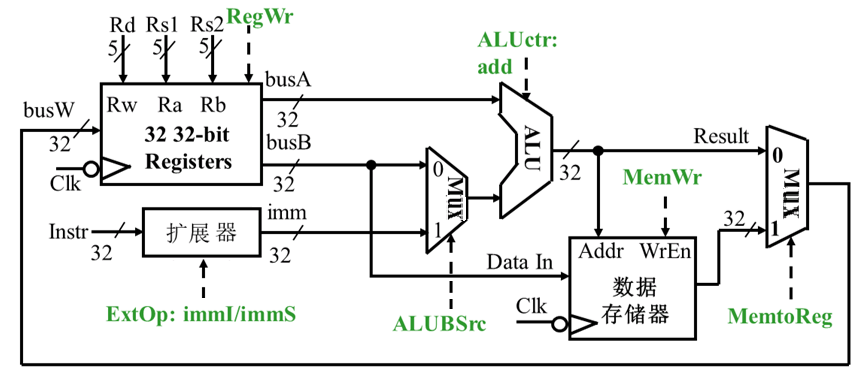 Rd Rs1 Rs2 RegWr
5 5 5
ALUctr:
add
busW
32
Rw Ra Rb
32 32-bit
Registers
Clk
busA
32
busB
32
ALU
32
Result
0
Mux
1
0
Mux
1
MemWr
32
Instr
32
扩展器
imm
32
Data In
Addr WrEn
数据
存储器
Clk
ExtOp: immI/immS
ALUBSrc
MemtoReg